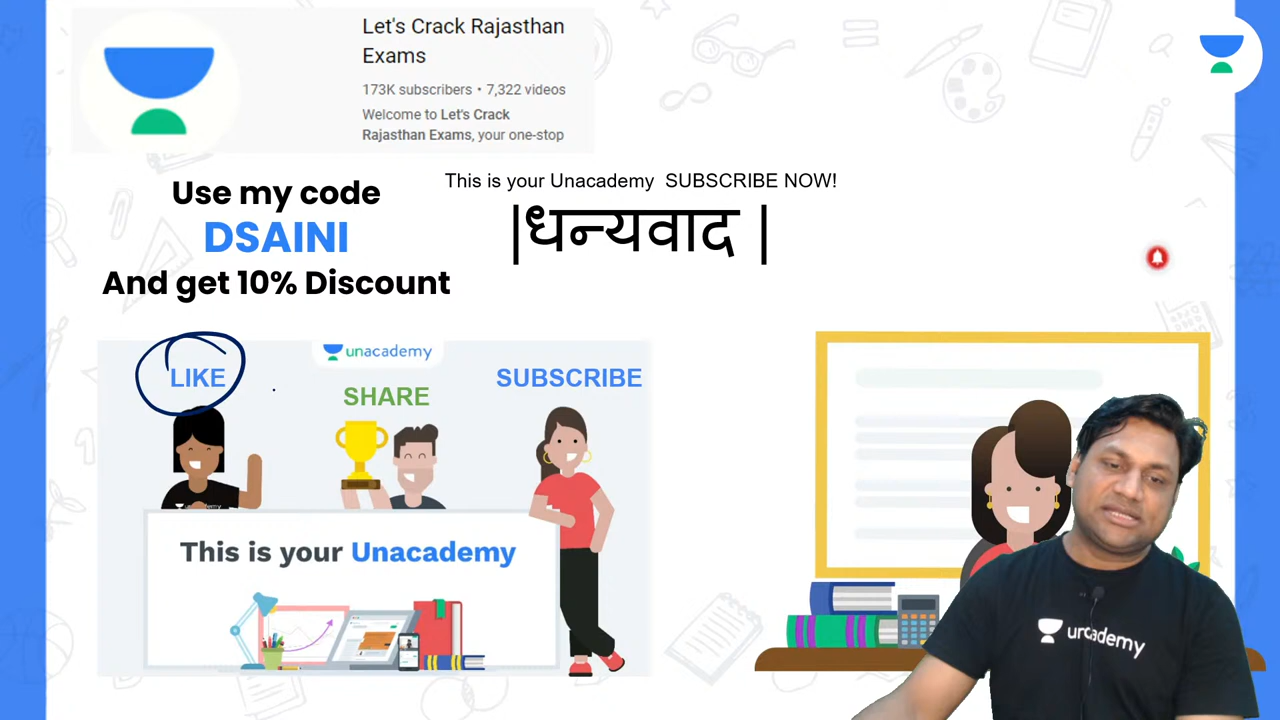 Let's Crack Rajasthan
Exams
173K subscribers • 7,322 videos
Welcome to Let's Crack
Rajasthan Exams, your one-stop
Use my code
DSAINI
And get 10% Discount
This is your Unacademy SUBSCRIBE NOW!
|धन्यवाद |
unacademy
LIKE
SHARE
SUBSCRIBE
This is your Unacademy
unacademy